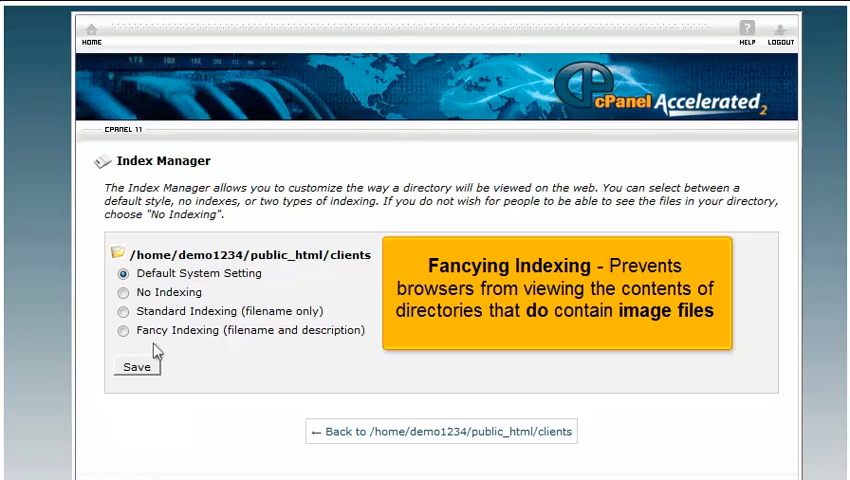 HOME
HELP
LOGOUT
cPanel Accelerated2
CPANEL 11
Index Manager
The Index Manager allows you to customize the way a directory will be viewed on the web. You can select between a
default style, no indexes, or two types of indexing. If you do not wish for people to be able to see the files in your directory,
choose "No Indexing".
/home/demo1234/public_html/clients
Default System Setting
No Indexing
Standard Indexing (filename only)
Fancy Indexing (filename and description)
Save
Fancying Indexing - Prevents
browsers from viewing the contents of
directories that do contain image files
← Back to /home/demo1234/public_html/clients